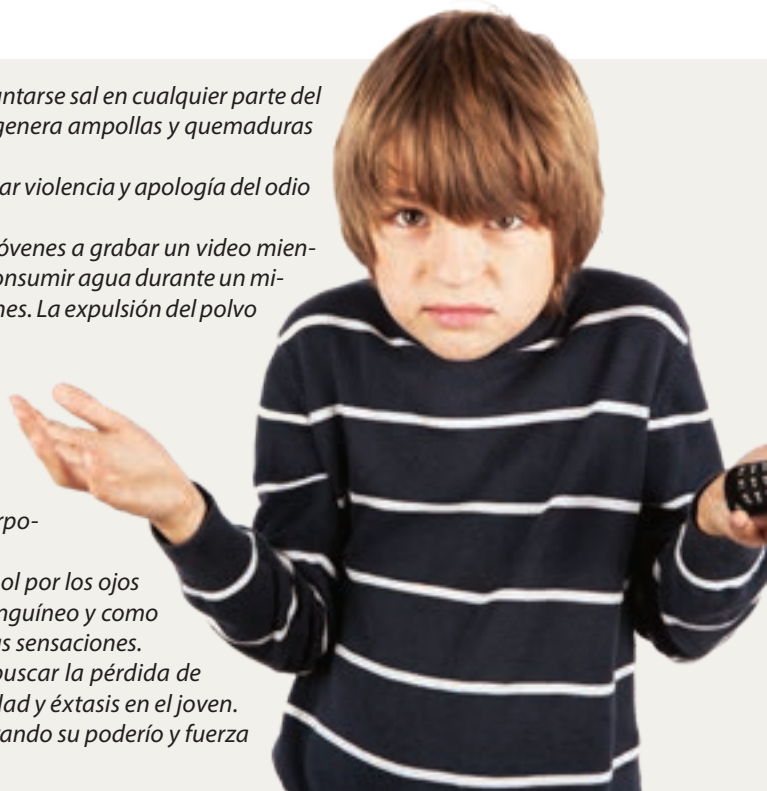 ntarse sal en cualquier parte del
genera ampollas y quemaduras
ar violencia y apología del odio
óvenes a grabar un video mien-
onsumir agua durante un mi-
nes. La expulsión del polvo
rpo-
ol por los ojos
nguíneo y como
s sensaciones.
buscar la pérdida de
dad y éxtasis en el joven.
ando su poderío y fuerza